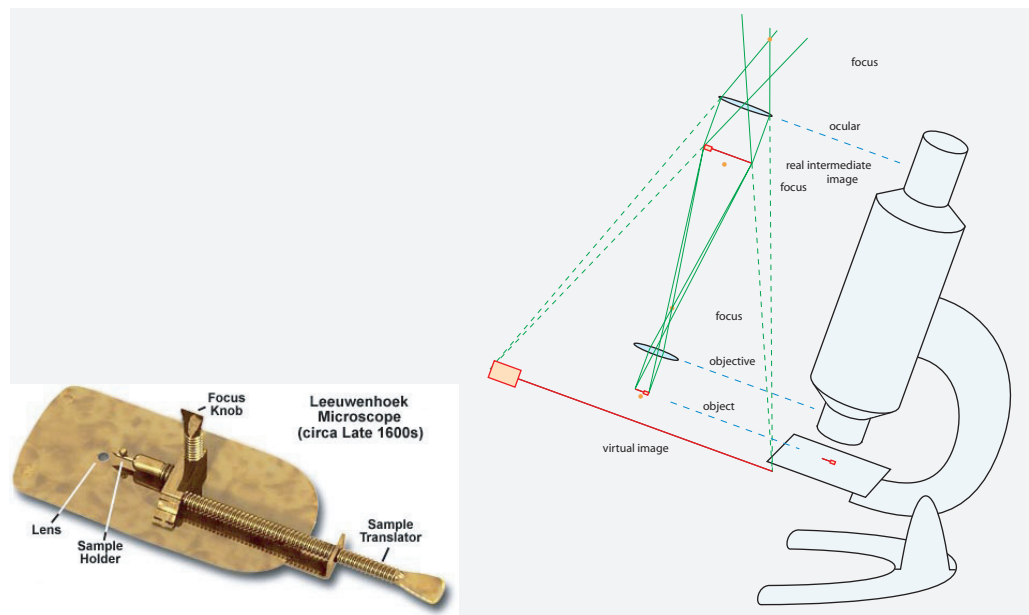 focus
ocular
real intermediate
image
focus
focus
objective
object
virtual image
Focus
Knob
Leeuwenhoek
Microscope
(circa Late 1600s)
Lens
Sample
Holder
Sample
Translator